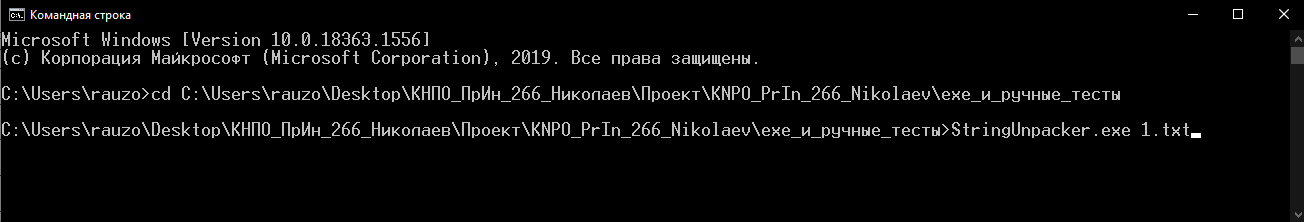 Командная строка
Microsoft Windows [Version 10.0.18363.1556]
(c) Корпорация Майкрософт (Microsoft Corporation), 2019. Все права защищены.
C:\Users\rauzo>cd C:\Users\rauzo\Desktop\КНПО_ПрИн_266_Николаев\Проект\KNPO_PrIn_266_Nikolaev\exe_и_ручные_тесты
C:\Users\rauzo\Desktop\КНПО_ПрИн_266_Николаев\Проект\KNPO_PrIn_266_Nikolaev\exe_и_ручные_тесты>StringUnpacker.exe 1.txt